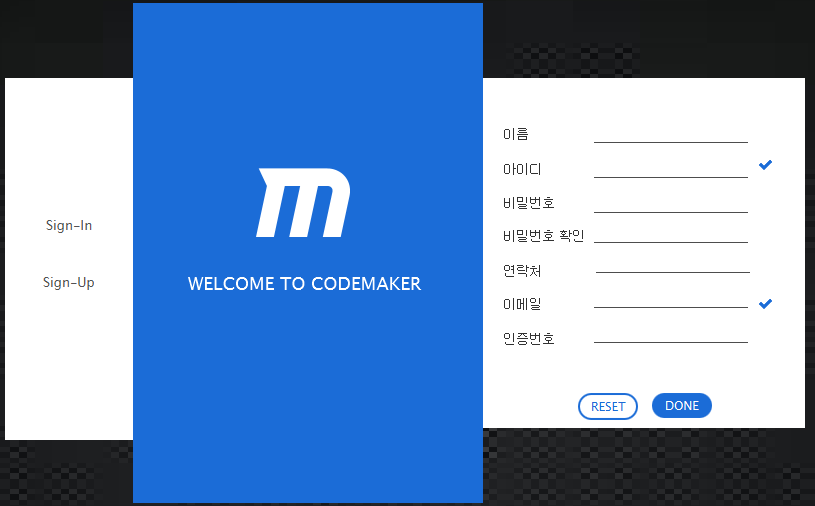 Sign-In
Sign-Up
m
WELCOME TO CODEMAKER
이름
아이디
비밀번호
비밀번호 확인
연락처
이메일
인증번호
RESET
DONE